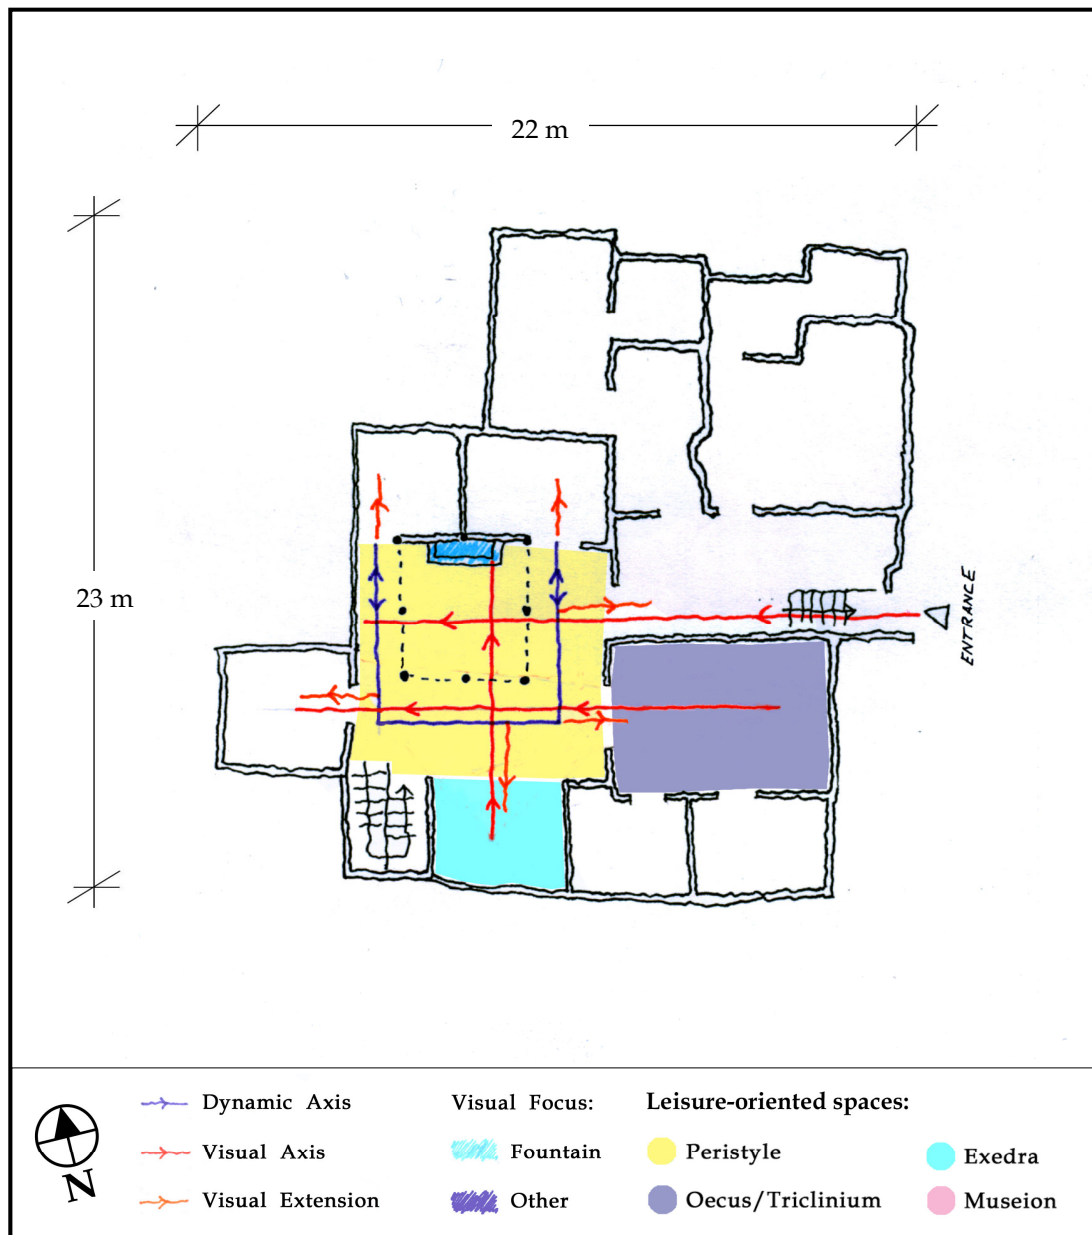 22 m
23 m
ENTRANCE
N
Dynamic Axis
Visual Axis
Visual Extension
Visual Focus:
Fountain
Other
Leisure-oriented spaces:
Peristyle
Oecus/Triclinium
Exedra
Museion